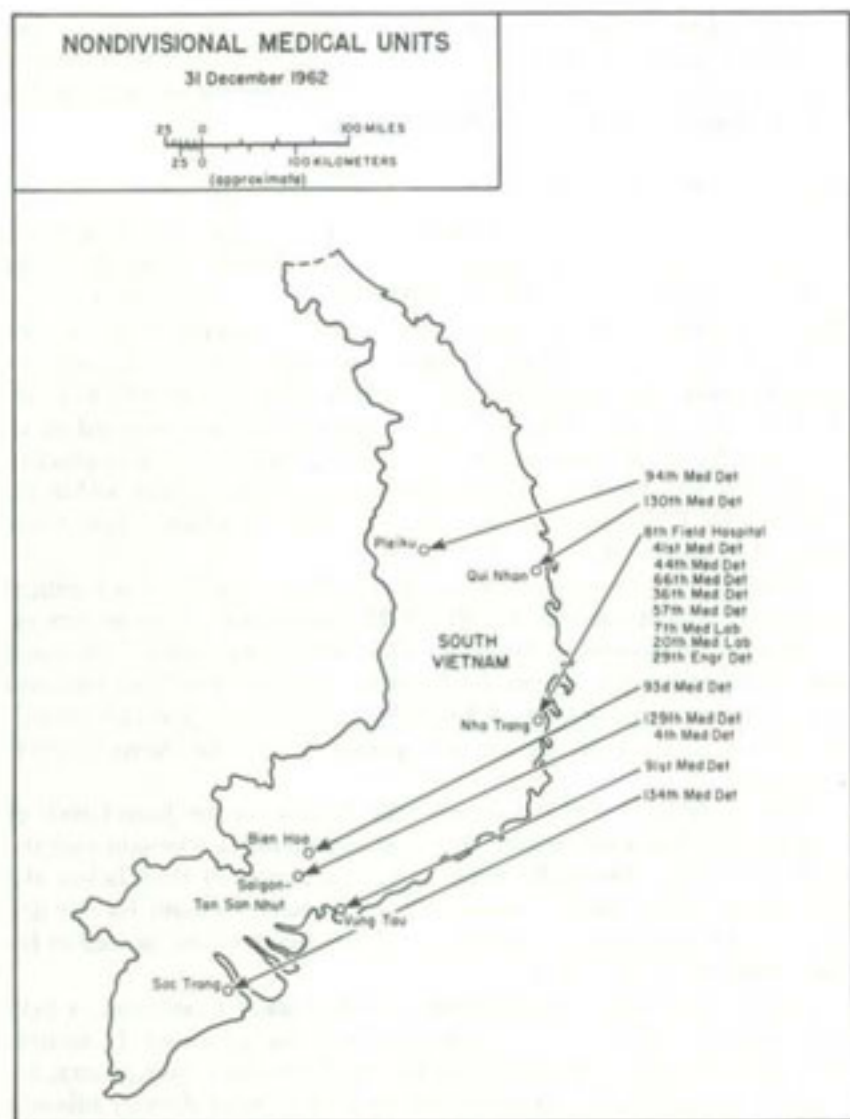 NONDIVISIONAL MEDICAL UNITS
31 December 1962
25 0 100 MILES
25 0 100 KILOMETERS
(approximate)
94th Med Det
130th Med Det
8th Field Hospital
41st Med Det
44th Med Det
66th Med Det
36th Med Det
57th Med Det
7th Med Lab
20th Med Lab
29th Engr Det
93d Med Det
129th Med Det
4th Med Det
91st Med Det
134th Med Det
Pleiku
Qui Nhon
SOUTH
VIETNAM
Nha Trang
Bien Hoa
Saigon-
Tan Son Nhut
Vung Tau
Soc Trang